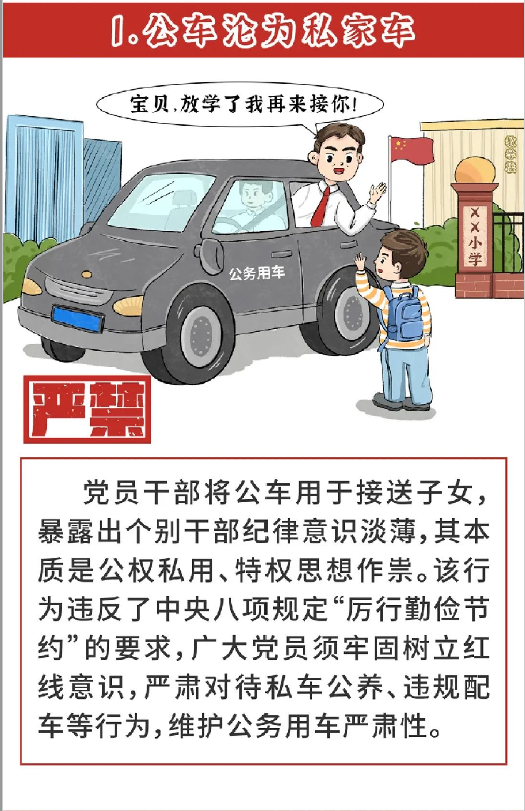 1.公车沦为私家车
宝贝,放学了我再来接你!
公务用车
XX小学
严禁
党员干部将公车用于接送子女,
暴露出个别干部纪律意识淡薄,其本
质是公权私用、特权思想作祟。该行
为违反了中央八项规定“厉行勤俭节
约”的要求,广大党员须牢固树立红
线意识,严肃对待私车公养、违规配
车等行为,维护公务用车严肃性。